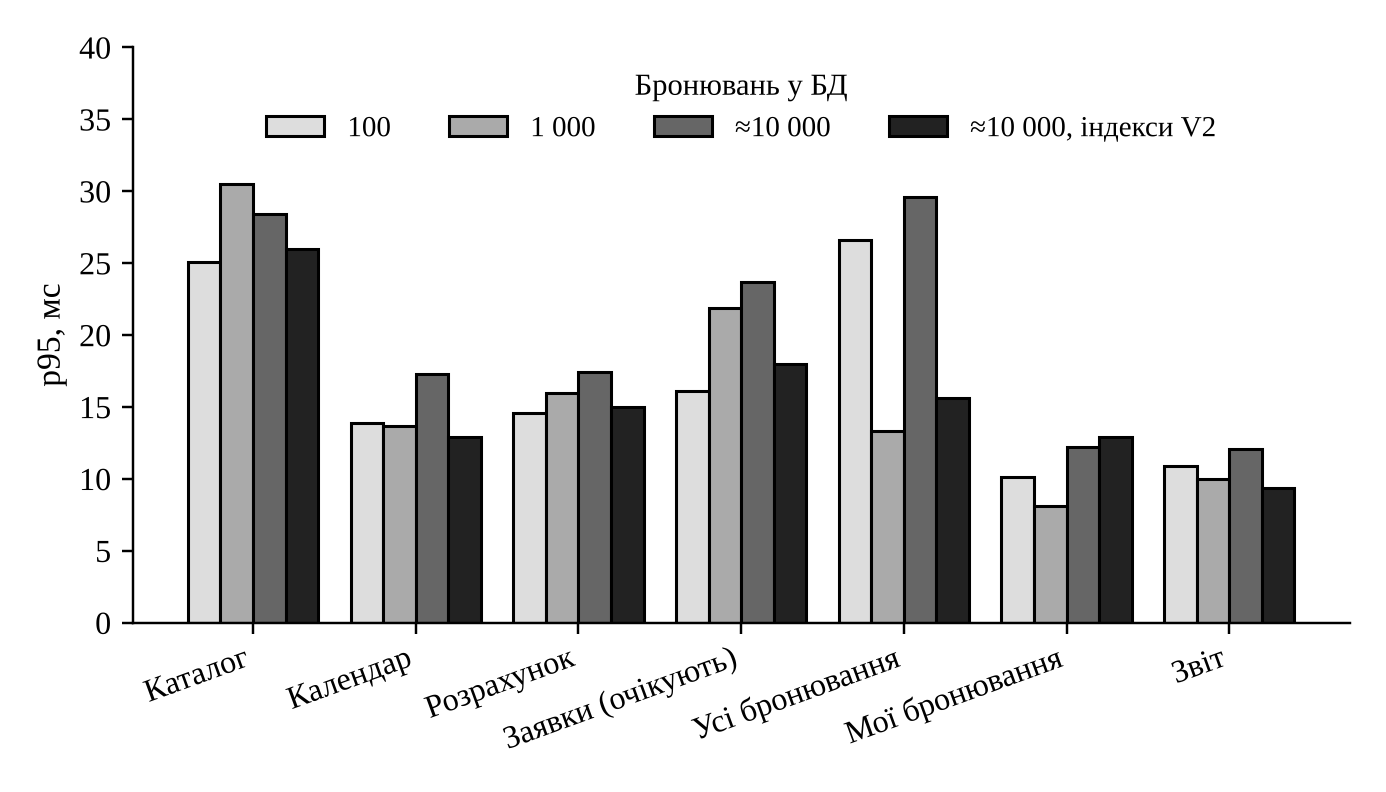 Бронювань у БД
100
1 000
≈10 000
≈10 000, індекси V2
p95, мс
40
35
30
25
20
15
10
5
0
Каталог
Календар
Розрахунок
Заявки (очікують)
Усі бронювання
Мої бронювання
Звіт